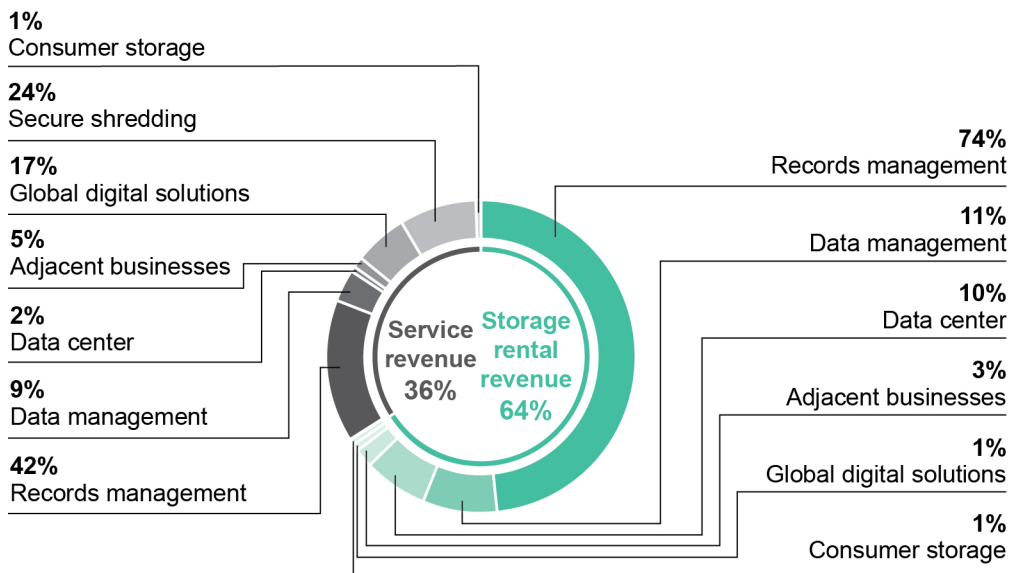 1%
Consumer storage
24%
Secure shredding
17%
Global digital solutions
5%
Adjacent businesses
2%
Data center
9%
Data management
42%
Records management
Service
revenue
36%
Storage
rental
revenue
64%
74%
Records management
11%
Data management
10%
Data center
3%
Adjacent businesses
1%
Global digital solutions
1%
Consumer storage